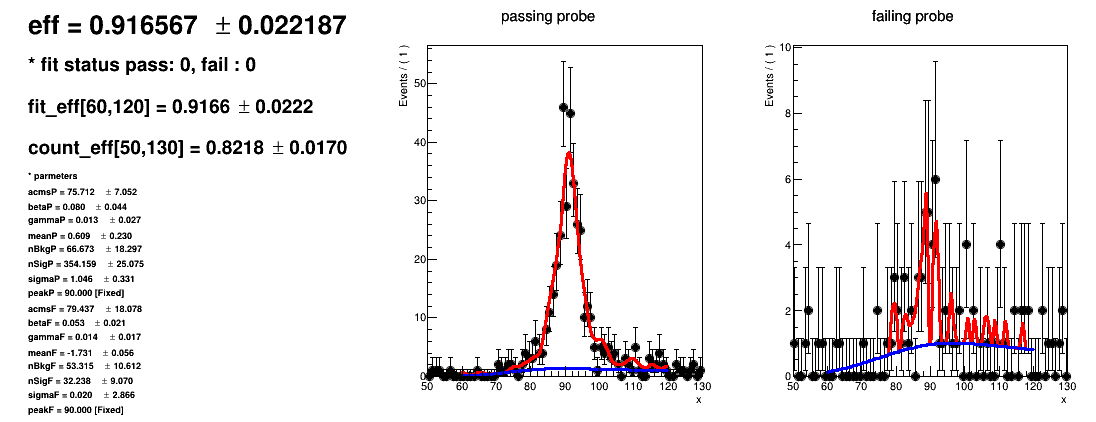 eff = 0.916567 ± 0.022187
* fit status pass: 0, fail : 0
fit_eff[60,120] = 0.9166 ± 0.0222
count_eff[50,130] = 0.8218 ± 0.0170
* parmeters
acmsP = 75.712 ± 7.052
betaP = 0.080 ± 0.044
gammaP = 0.013 ± 0.027
meanP = 0.609 ± 0.230
nBkgP = 66.673 ± 18.297
nSigP = 354.159 ± 25.075
sigmaP = 1.046 ± 0.331
peakP = 90.000 [Fixed]
acmsF = 79.437 ± 18.078
betaF = 0.053 ± 0.021
gammaF = 0.014 ± 0.017
meanF = -1.731 ± 0.056
nBkgF = 53.315 ± 10.612
nSigF = 32.238 ± 9.070
sigmaF = 0.020 ± 2.866
peakF = 90.000 [Fixed]
passing probe
Events / ( 1 )
50
40
30
20
10
0
50 60 70 80 90 100 110 120 130
x
failing probe
Events / ( 1 )
10
8
6
4
2
0
50 60 70 80 90 100 110 120 130
x